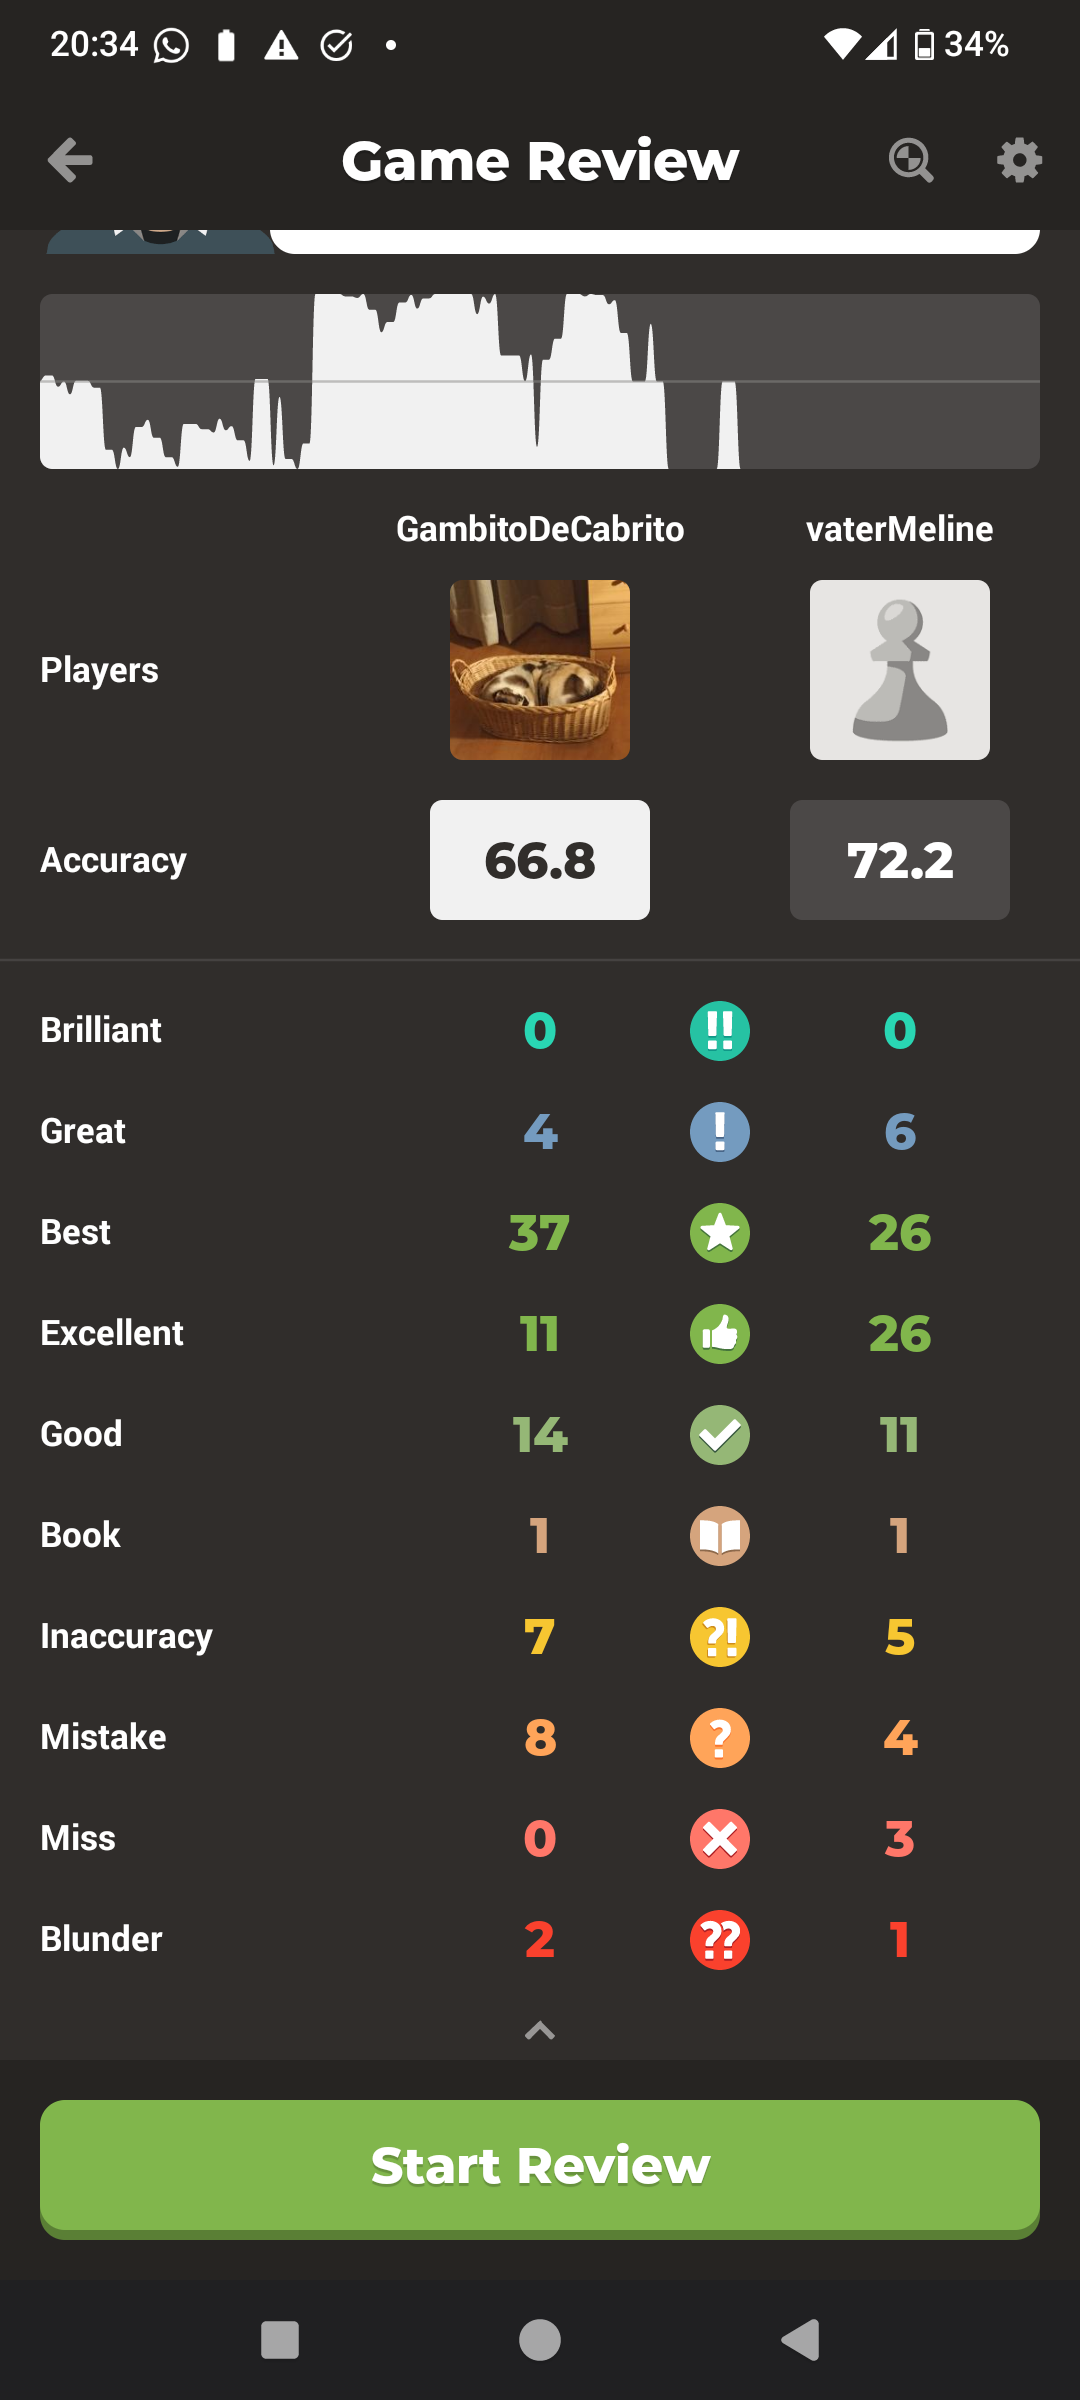 20:34 34%
Game Review
GambitoDeCabrito vaterMeline
Players
Accuracy 66.8 72.2
Brilliant 0 !! 0
Great 4 ! 6
Best 37 26
Excellent 11 26
Good 14 11
Book 1 1
Inaccuracy 7 ?! 5
Mistake 8 ? 4
Miss 0 3
Blunder 2 ?? 1
Start Review